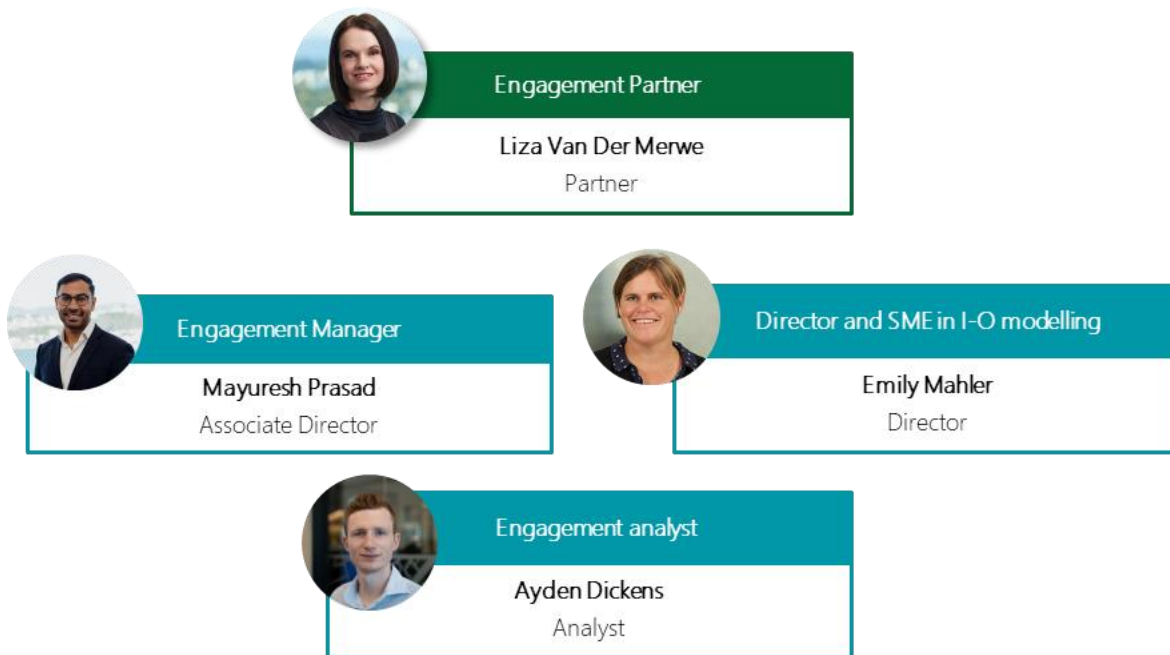 Engagement Partner
Liza Van Der Merwe
Partner
Engagement Manager
Mayuresh Prasad
Associate Director
Director and SME in I-O modelling
Emily Mahler
Director
Engagement analyst
Ayden Dickens
Analyst